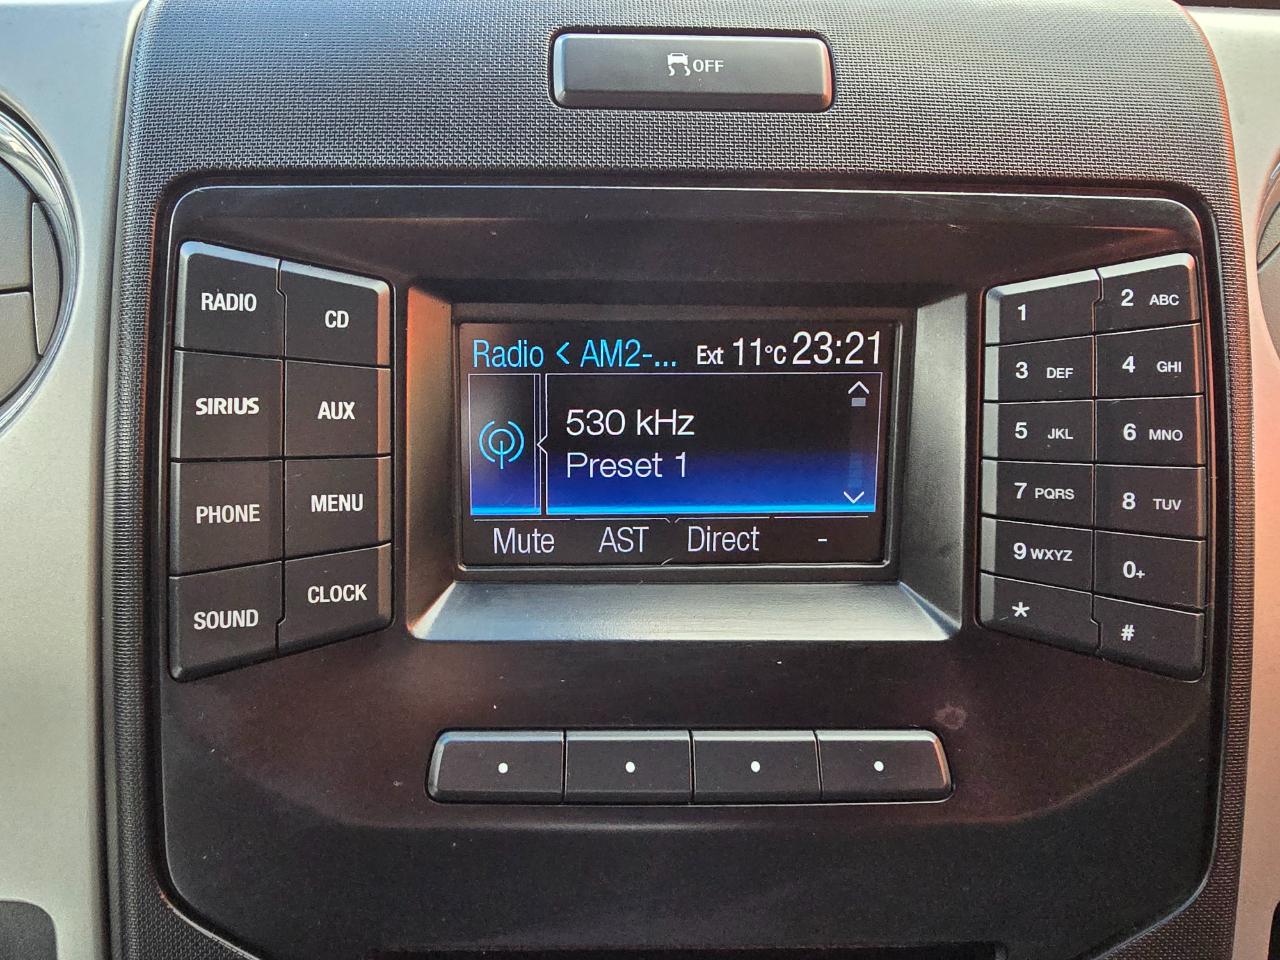 OFF
RADIO
CD
SIRIUS
AUX
PHONE
MENU
SOUND
CLOCK
Radio < AM2-... Ext 11°C 23:21
530 kHz
Preset 1
Mute AST Direct -
1
2 ABC
3 DEF
4 GHI
5 JKL
6 MNO
7 PQRS
8 TUV
9 WXYZ
0+
*
#